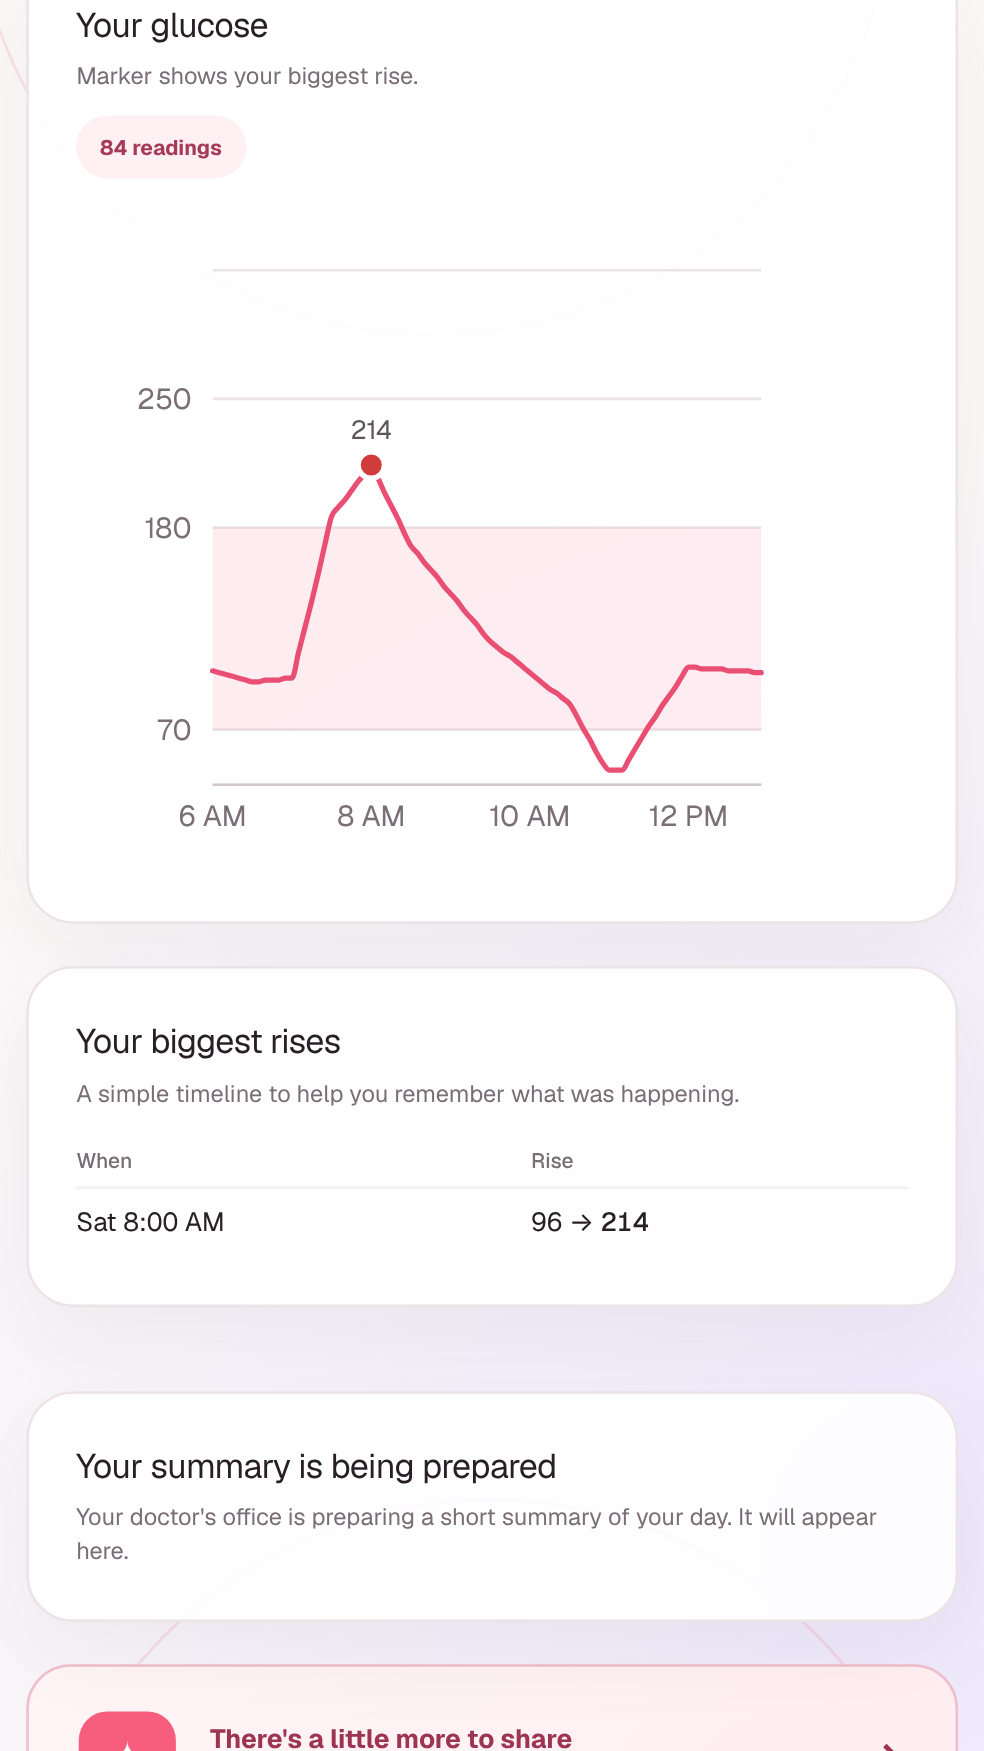 Your glucose
Marker shows your biggest rise.
84 readings
250
214
180
70
6 AM 8 AM 10 AM 12 PM
Your biggest rises
A simple timeline to help you remember what was happening.
When Rise
Sat 8:00 AM 96 → 214
Your summary is being prepared
Your doctor's office is preparing a short summary of your day. It will appear
here.
There's a little more to share